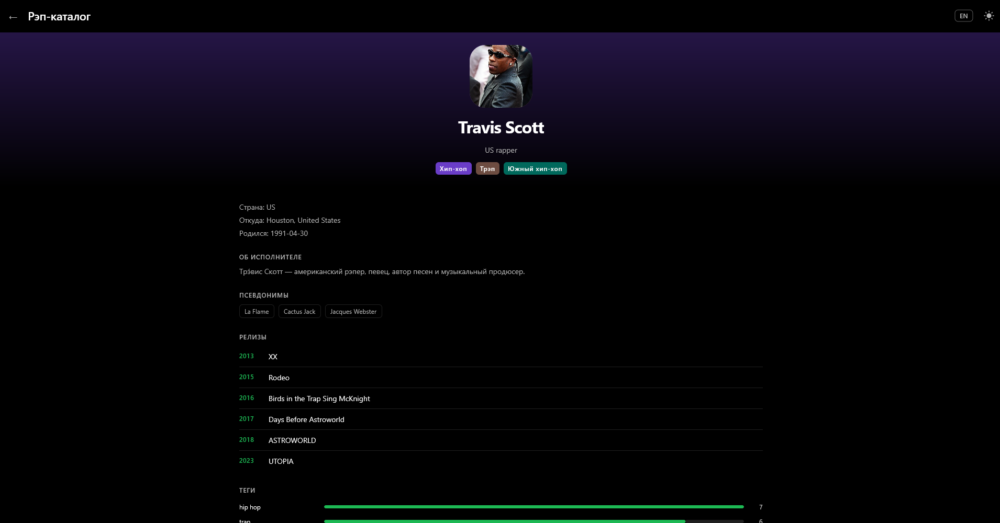 ← Рэп-каталог
EN
Travis Scott
US rapper
Хип-хоп Трэп Южный хип-хоп
Страна: US
Откуда: Houston, United States
Родился: 1991-04-30
ОБ ИСПОЛНИТЕЛЕ
Трэ́вис Скотт — американский рэпер, певец, автор песен и музыкальный продюсер.
ПСЕВДОНИМЫ
La Flame Cactus Jack Jacques Webster
РЕЛИЗЫ
2013 XX
2015 Rodeo
2016 Birds in the Trap Sing McKnight
2017 Days Before Astroworld
2018 ASTROWORLD
2023 UTOPIA
ТЕГИ
hip hop 7
trap 6